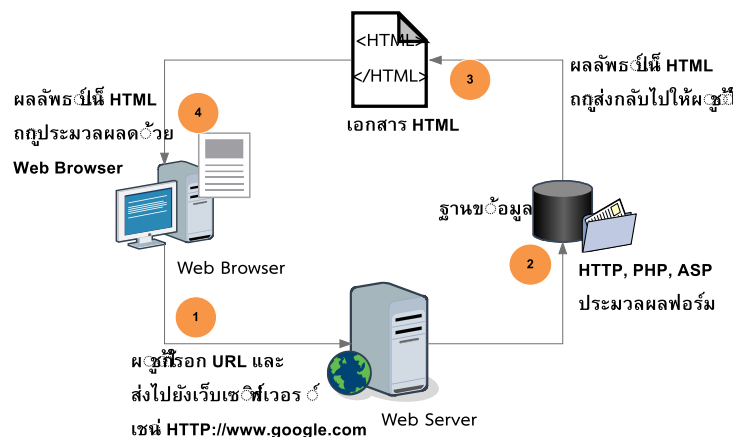 <HTML>
</HTML>
เอกสาร HTML
3
ผลลัพธ์เป็น HTML
ถูกส่งกลับไปให้ผู้ใช้
ผลลัพธ์เป็น HTML
ถูกประมวลผลด้วย
Web Browser
4
Web Browser
ฐานข้อมูล
2
HTTP, PHP, ASP
ประมวลผลฟอร์ม
1
ผู้ใช้กรอก URL และ
ส่งไปยังเว็บเซิฟเวอร์
เช่น HTTP://www.google.com
Web Server